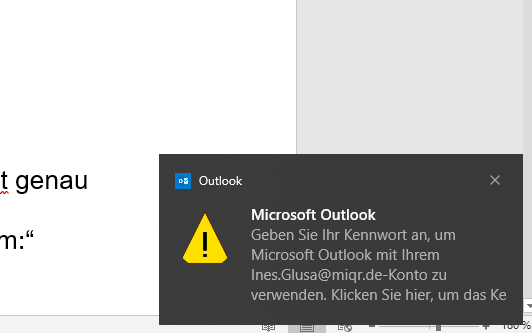 t genau
m:“
Outlook
Microsoft Outlook
Geben Sie Ihr Kennwort an, um
Microsoft Outlook mit Ihrem
Ines.Glusa@miqr.de-Konto zu
verwenden. Klicken Sie hier, um das Ke